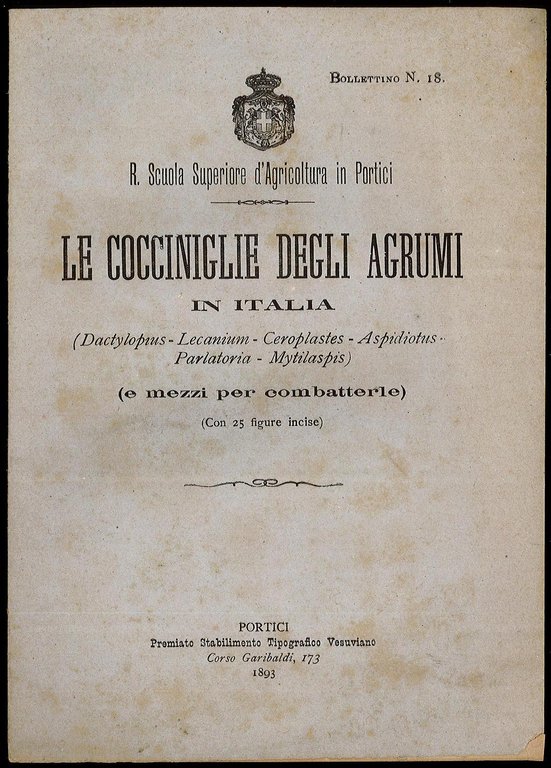 Bollettino N. 18.
R. Scuola Superiore d'Agricoltura in Portici
LE COCCINIGLIE DEGLI AGRUMI
IN ITALIA
(Dactylopius - Lecanium - Ceroplastes - Aspidiotus -
Parlatoria - Mytilaspis)
(e mezzi per combatterle)
(Con 25 figure incise)
PORTICI
Premiato Stabilimento Tipografico Vesuviano
Corso Garibaldi, 173
1893